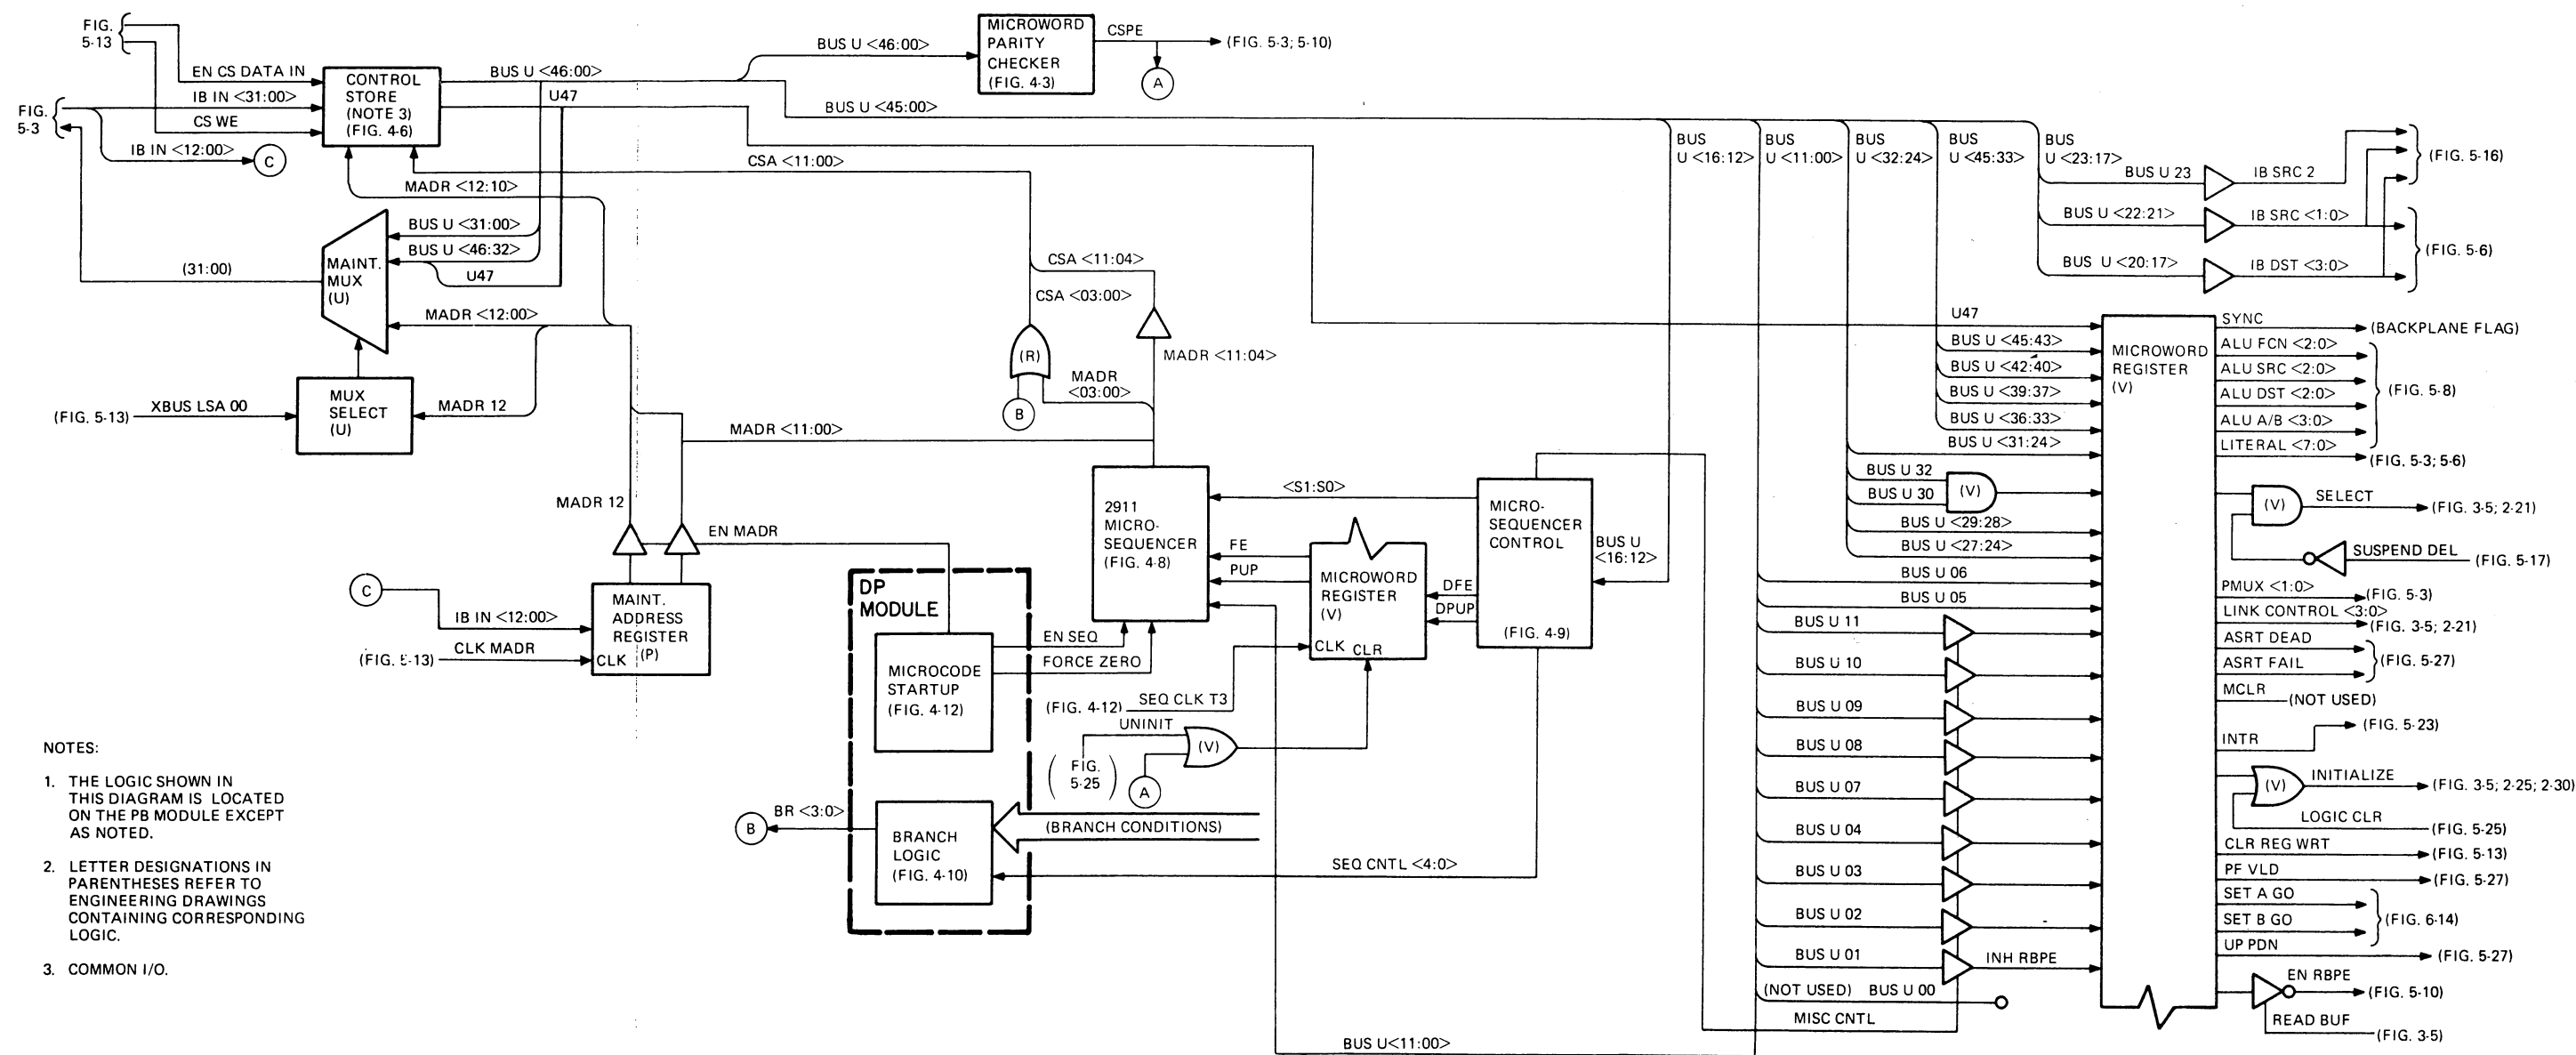 FIG.
5-13
EN CS DATA IN
IB IN <31:00>
FIG.
5-3
CS WE
IB IN <12:00>
C
CONTROL
STORE
(NOTE 3)
(FIG. 4-6)
BUS U <46:00>
U47
BUS U <46:00>
MICROWORD
PARITY
CHECKER
(FIG. 4-3)
CSPE
(FIG. 5-3; 5-10)
A
BUS U <45:00>
CSA <11:00>
MADR <12:10>
BUS U <31:00>
BUS U <46:32>
U47
(31:00)
MAINT.
MUX
(U)
MADR <12:00>
MUX
SELECT
(U)
(FIG. 5-13)
XBUS LSA 00
MADR 12
CSA <11:04>
CSA <03:00>
(R)
B
MADR
<03:00>
MADR <11:04>
MADR <11:00>
MADR 12
EN MADR
C
IB IN <12:00>
(FIG. 5-13)
CLK MADR
MAINT.
ADDRESS
REGISTER
(P)
CLK
DP
MODULE
MICROCODE
STARTUP
(FIG. 4-12)
EN SEQ
FORCE ZERO
2911
MICRO-
SEQUENCER
(FIG. 4-8)
<S1:S0>
FE
PUP
MICROWORD
REGISTER
(V)
CLK
CLR
DFE
DPUP
MICRO-
SEQUENCER
CONTROL
(FIG. 4-9)
BUS U
<16:12>
(FIG. 4-12)
SEQ CLK T3
UNINIT
(V)
(FIG.
5-25)
A
B
BR <3:0>
BRANCH
LOGIC
(FIG. 4-10)
(BRANCH CONDITIONS)
SEQ CNTL <4:0>
BUS U<11:00>
BUS
U <16:12>
BUS
U <11:00>
BUS
U <32:24>
BUS
U <45:33>
BUS
U <23:17>
BUS U 23
IB SRC 2
(FIG. 5-16)
BUS U <22:21>
IB SRC <1:0>
(FIG. 5-6)
BUS U <20:17>
IB DST <3:0>
U47
BUS U <45:43>
BUS U <42:40>
BUS U <39:37>
BUS U <36:33>
BUS U <31:24>
BUS U 32
BUS U 30
(V)
BUS U <29:28>
BUS U <27:24>
BUS U 06
BUS U 05
BUS U 11
BUS U 10
BUS U 09
BUS U 08
BUS U 07
BUS U 04
BUS U 03
BUS U 02
BUS U 01
INH RBPE
(NOT USED) BUS U 00
MISC CNTL
MICROWORD
REGISTER
(V)
SYNC
(BACKPLANE FLAG)
ALU FCN <2:0>
ALU SRC <2:0>
(FIG. 5-8)
ALU DST <2:0>
ALU A/B <3:0>
LITERAL <7:0>
(FIG. 5-3; 5-6)
(V)
SELECT
(FIG. 3-5; 2-21)
SUSPEND DEL
(FIG. 5-17)
PMUX <1:0>
(FIG. 5-3)
LINK CONTROL <3:0>
(FIG. 3-5; 2-21)
ASRT DEAD
ASRT FAIL
(FIG. 5-27)
MCLR
(NOT USED)
INTR
(FIG. 5-23)
(V)
INITIALIZE
(FIG. 3-5; 2-25; 2-30)
LOGIC CLR
(FIG. 5-25)
CLR REG WRT
(FIG. 5-13)
PF VLD
(FIG. 5-27)
SET A GO
SET B GO
(FIG. 6-14)
UP PDN
(FIG. 5-27)
EN RBPE
(FIG. 5-10)
READ BUF
(FIG. 3-5)
NOTES:
1. THE LOGIC SHOWN IN
THIS DIAGRAM IS LOCATED
ON THE PB MODULE EXCEPT
AS NOTED.
2. LETTER DESIGNATIONS IN
PARENTHESES REFER TO
ENGINEERING DRAWINGS
CONTAINING CORRESPONDING
LOGIC.
3. COMMON I/O.